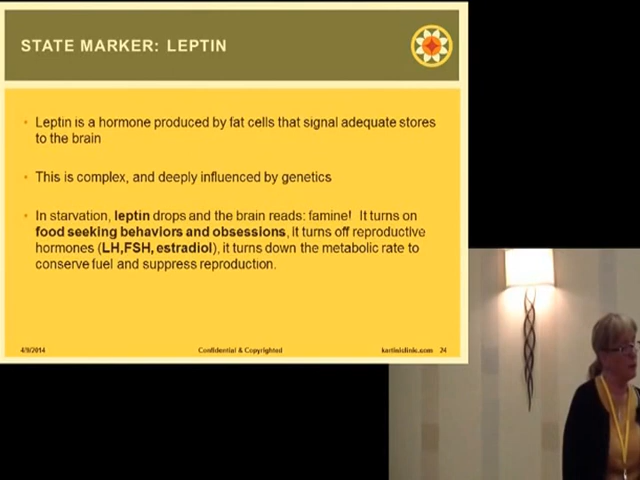 STATE MARKER: LEPTIN
• Leptin is a hormone produced by fat cells that signal adequate stores
to the brain
• This is complex, and deeply influenced by genetics
• In starvation, leptin drops and the brain reads: famine! It turns on
food seeking behaviors and obsessions, it turns off reproductive
hormones (LH,FSH, estradiol), it turns down the metabolic rate to
conserve fuel and suppress reproduction.
4/9/2014 Confidential & Copyrighted kartiniclinic.com 24